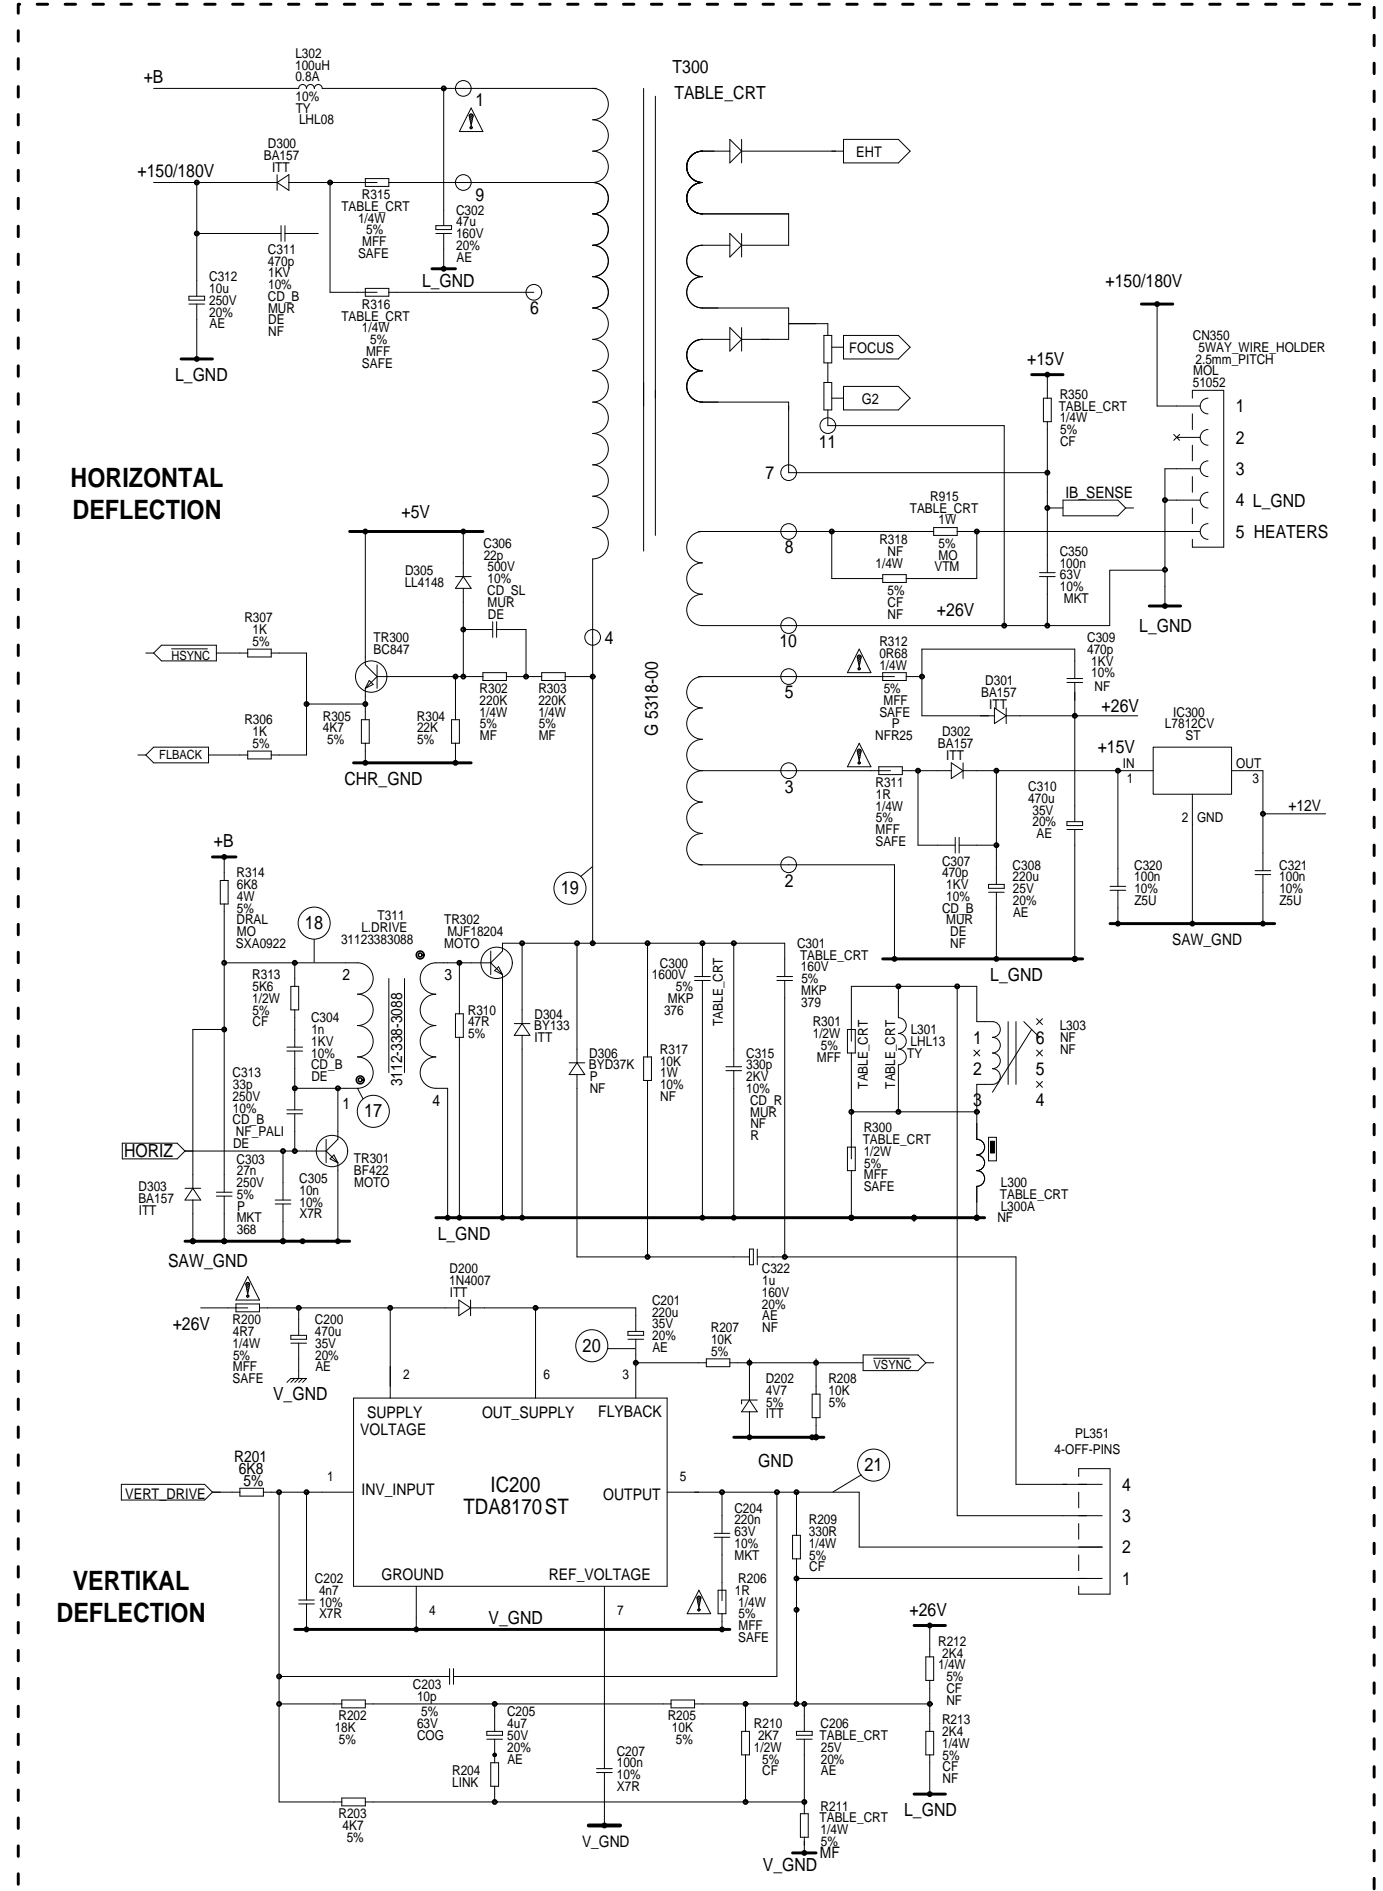 L302
100uH
0.8A
10%
TY
LHL08
+B
1
T300
TABLE_CRT
D300
BA157
ITT
+150/180V
R315
TABLE_CRT
1/4W
5%
MFF
SAFE
9
C302
47u
160V
20%
AE
L_GND
C311
470p
1KV
10%
CD_B
MUR
DE
NF
C312
10u
250V
20%
AE
L_GND
R316
TABLE_CRT
1/4W
5%
MFF
SAFE
6
EHT
FOCUS
G2
11
7
+150/180V
CN350
5WAY_WIRE_HOLDER
2.5mm_PITCH
MOL
51052
1
2
3
4 L_GND
5 HEATERS
+15V
R350
TABLE_CRT
1/4W
5%
CF
IB_SENSE
HORIZONTAL
DEFLECTION
R915
TABLE_CRT
1W
5%
MO
VTM
8
R318
NF
1/4W
5%
CF
NF
C350
100n
63V
10%
MKT
+26V
10
L_GND
+5V
D305
LL4148
C306
22p
500V
10%
CD_SL
MUR
DE
4
R307
1K
5%
HSYNC
TR300
BC847
R306
1K
5%
FLBACK
R305
4K7
5%
R304
22K
5%
R302
220K
1/4W
5%
MF
R303
220K
1/4W
5%
MF
CHR_GND
G 5318-00
5
R312
0R68
1/4W
5%
MFF
SAFE
P
NFR25
C309
470p
1KV
10%
NF
D301
BA157
ITT
+26V
D302
BA157
ITT
3
R311
1R
1/4W
5%
MFF
SAFE
+15V
IC300
L7812CV
ST
IN
1
OUT
3
2 GND
+12V
C310
470u
35V
20%
AE
C307
470p
1KV
10%
CD_B
MUR
DE
NF
C308
220u
25V
20%
AE
C320
100n
10%
Z5U
C321
100n
10%
Z5U
SAW_GND
2
L_GND
+B
R314
6K8
4W
5%
DRAL
MO
SXA0922
18
T311
L.DRIVE
31123383088
TR302
MJF18204
MOTO
19
2
3
3112-338-3088
1
4
17
R313
5K6
1/2W
5%
CF
C304
1n
1KV
10%
CD_B
DE
C313
33p
250V
10%
CD_B
NF_PALI
DE
HORIZ
TR301
BF422
MOTO
D303
BA157
ITT
C303
27n
250V
5%
P
MKT
368
C305
10n
10%
X7R
SAW_GND
R310
47R
5%
D304
BY133
ITT
D306
BYD37K
P
NF
R317
10K
1W
10%
NF
C300
1600V
5%
MKP
376
TABLE_CRT
C315
330p
2KV
10%
CD_R
MUR
NF
R
C301
TABLE_CRT
160V
5%
MKP
379
R301
1/2W
5%
MFF
TABLE_CRT
L301
LHL13
TY
TABLE_CRT
L303
NF
NF
1
2
3
6
5
4
R300
TABLE_CRT
1/2W
5%
MFF
SAFE
L300
TABLE_CRT
L300A
NF
L_GND
C322
1u
160V
20%
AE
NF
+26V
R200
4R7
1/4W
5%
MFF
SAFE
C200
470u
35V
20%
AE
V_GND
D200
1N4007
ITT
C201
220u
35V
20%
AE
20
R207
10K
5%
VSYNC
D202
4V7
5%
ITT
R208
10K
5%
GND
2
6
3
SUPPLY
VOLTAGE
OUT_SUPPLY
FLYBACK
IC200
TDA8170 ST
INV_INPUT
OUTPUT
GROUND
REF_VOLTAGE
1
5
4
7
R201
6K8
5%
VERT_DRIVE
C202
4n7
10%
X7R
V_GND
C204
220n
63V
10%
MKT
R206
1R
1/4W
5%
MFF
SAFE
R209
330R
1/4W
5%
CF
21
PL351
4-OFF-PINS
4
3
2
1
VERTIKAL
DEFLECTION
C203
10p
5%
63V
COG
R202
18K
5%
R203
4K7
5%
C205
4u7
50V
20%
AE
R204
LINK
C207
100n
10%
X7R
V_GND
R205
10K
5%
R210
2K7
1/2W
5%
CF
C206
TABLE_CRT
25V
20%
AE
R211
TABLE_CRT
1/4W
5%
MF
V_GND
+26V
R212
2K4
1/4W
5%
CF
NF
R213
2K4
1/4W
5%
CF
NF
L_GND